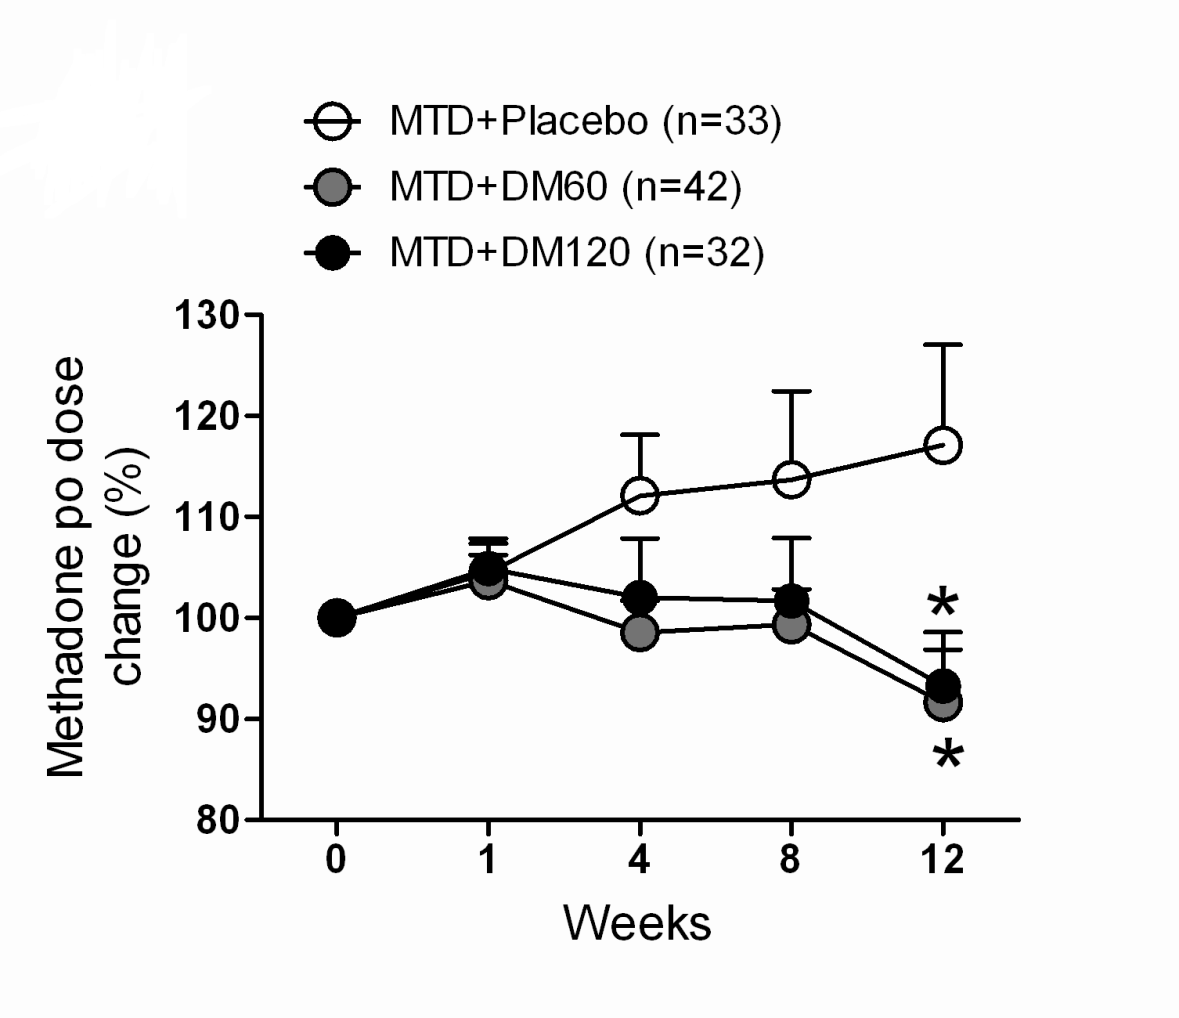 MTD+Placebo (n=33)
MTD+DM60 (n=42)
MTD+DM120 (n=32)
Methadone po dose
change (%)
130
120
110
100
90
80
*
*
0 1 4 8 12
Weeks